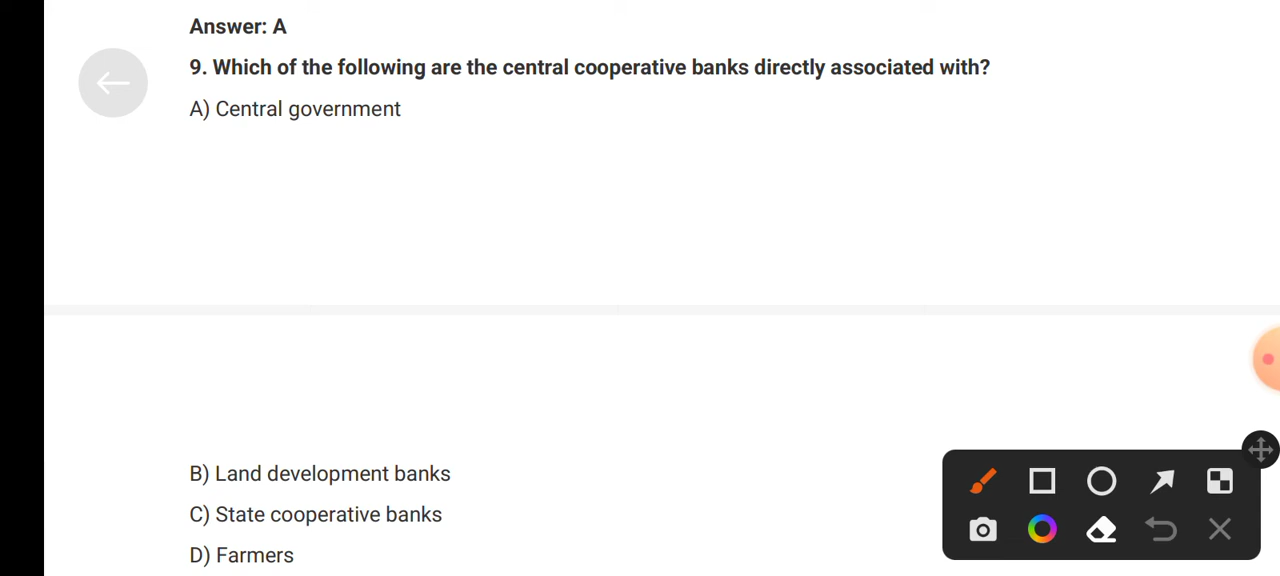 Answer: A
9. Which of the following are the central cooperative banks directly associated with?
A) Central government
B) Land development banks
C) State cooperative banks
D) Farmers